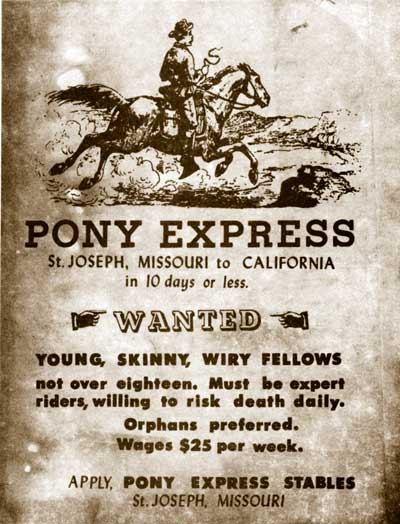 PONY EXPRESS
St. JOSEPH, MISSOURI to CALIFORNIA
in 10 days or less.
WANTED
YOUNG, SKINNY, WIRY FELLOWS
not over eighteen. Must be expert
riders, willing to risk death daily.
Orphans preferred.
Wages $25 per week.
APPLY, PONY EXPRESS STABLES
St. JOSEPH, MISSOURI